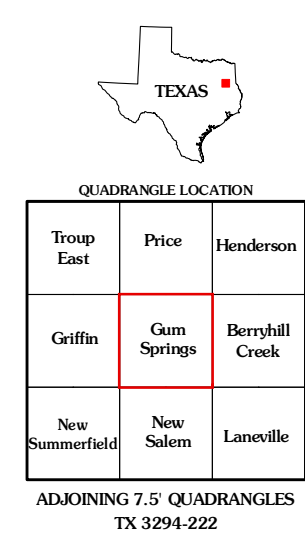 TEXAS
QUADRANGLE LOCATION
Troup
East
Price
Henderson
Griffin
Gum
Springs
Berryhill
Creek
New
Summerfield
New
Salem
Laneville
ADJOINING 7.5' QUADRANGLES
TX 3294-222